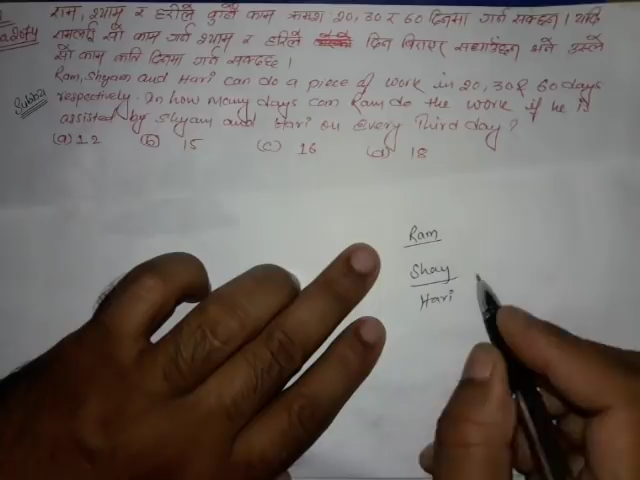 राम, श्याम र हरीले कुनै काम क्रमश 20, 30 र 60 दिनमा गर्न सक्छन् । यदि
रामलाई सो काम गर्न श्याम र हरिले दिन बिराएर सघाउँछन् भने उसले
सो काम कति दिनमा गर्न सक्दछ ।
Ram, Shyam and Hari can do a piece of work in 20, 30 & 60 days
respectively. In how many days can Ram do the work if he is
assisted by Shyam and Hari on Every Third day?
(a) 12 (b) 15 (c) 16 (d) 18
Ram
Shay
Hari